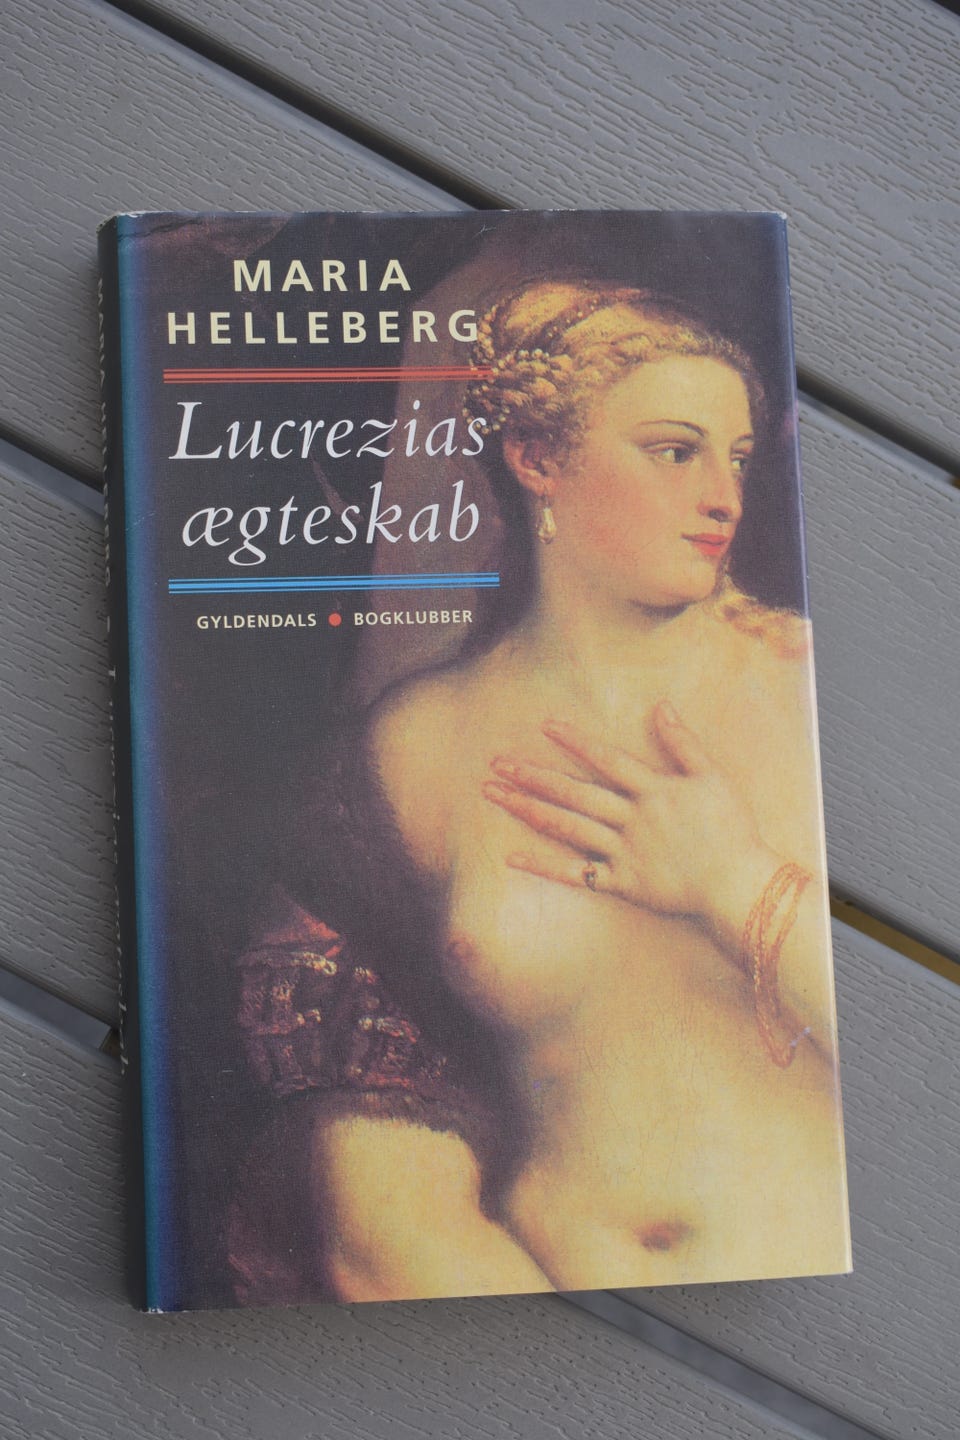 MARIA
HELLEBERG
Lucrezias
ægteskab
GYLDENDALS • BOGKLUBBER